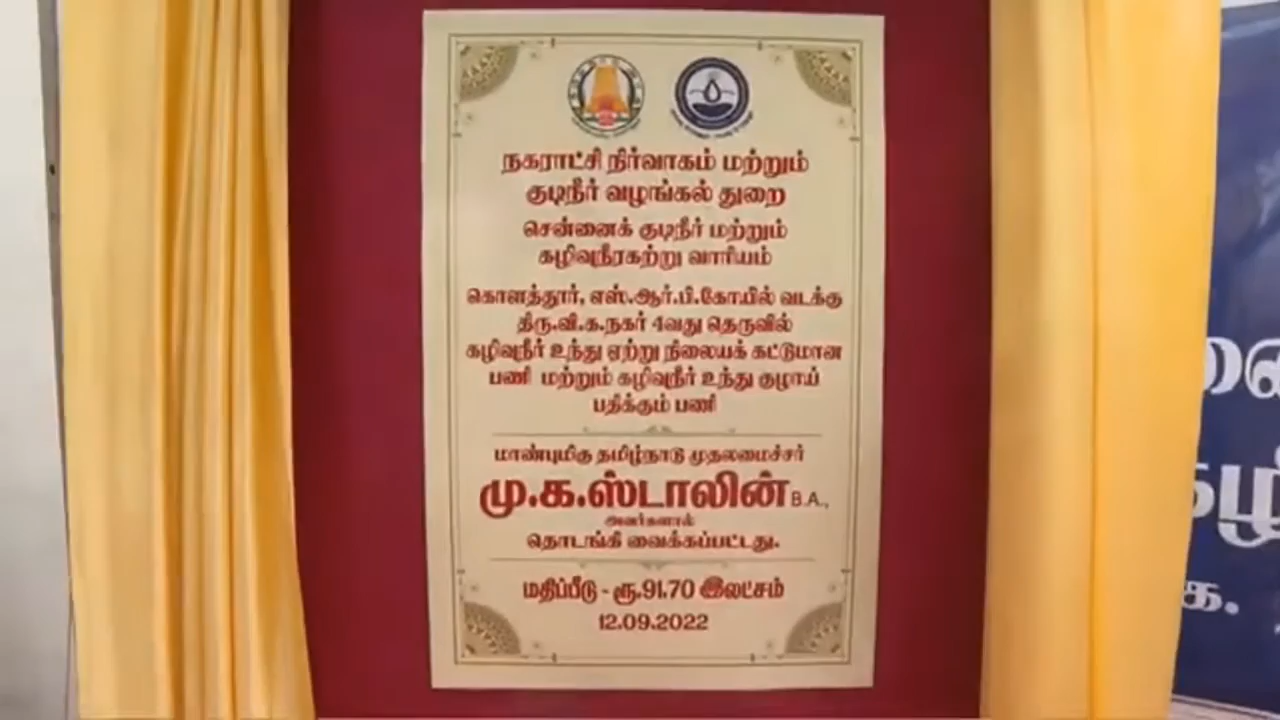 நகராட்சி நிர்வாகம் மற்றும்
குடிநீர் வழங்கல் துறை
சென்னைக் குடிநீர் மற்றும்
கழிவுநீரகற்று வாரியம்
கொளத்தூர், எஸ்.ஆர்.பி.கோயில் வடக்கு
திரு.வி.க.நகர் 4வது தெருவில்
கழிவுநீர் உந்து ஏற்று நிலையக் கட்டுமான
பணி மற்றும் கழிவுநீர் உந்து குழாய்
பதிக்கும் பணி
மாண்புமிகு தமிழ்நாடு முதலமைச்சர்
மு.க.ஸ்டாலின் B.A.,
அவர்களால்
தொடங்கி வைக்கப்பட்டது.
மதிப்பீடு - ரூ.91.70 இலட்சம்
12.09.2022